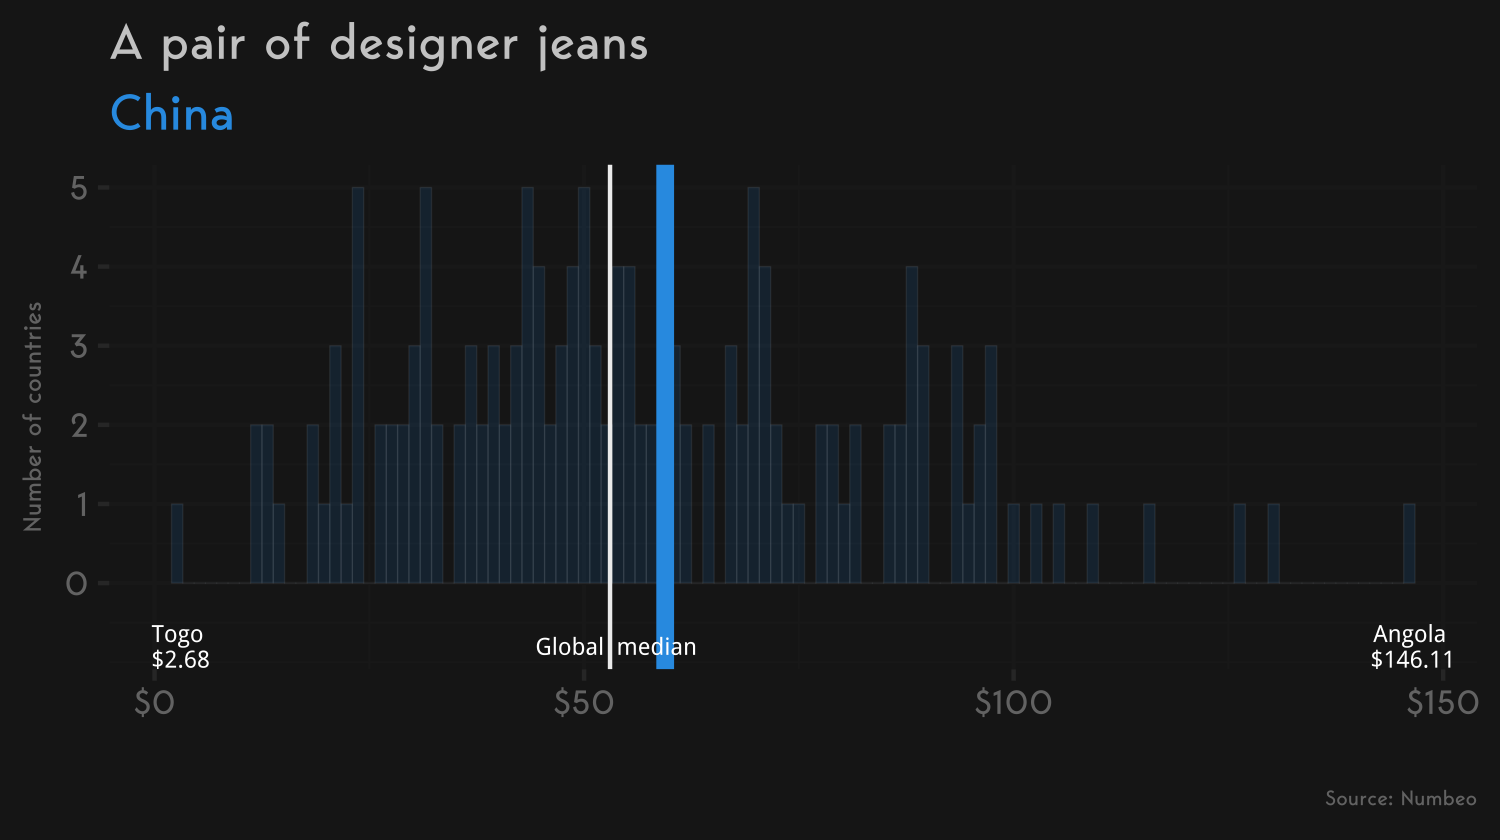 A pair of designer jeans
China
Number of countries
5
4
3
2
1
0
Togo
$2.68
Global median
Angola
$146.11
$0 $50 $100 $150
Source: Numbeo